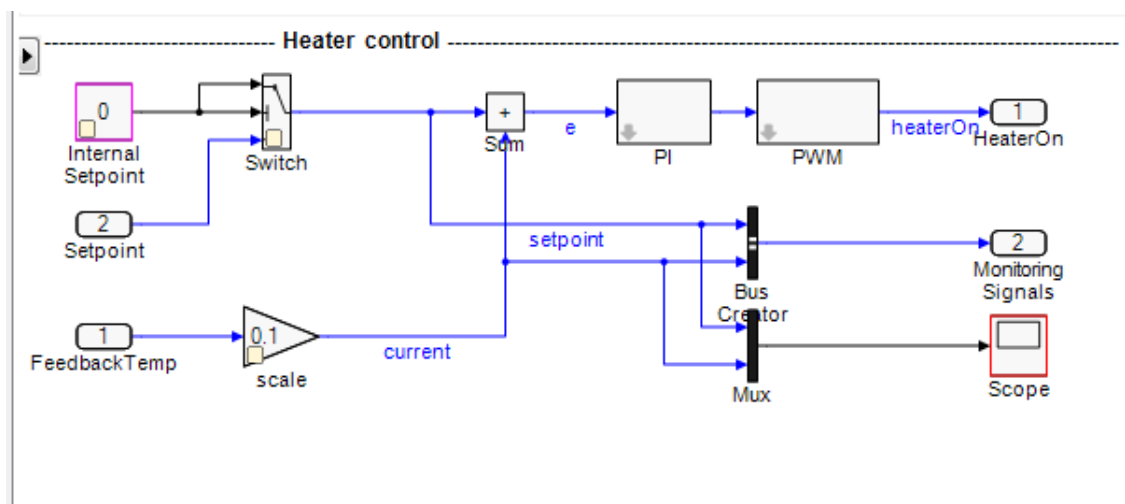 Heater control
0
Internal
Setpoint
Switch
+
Sum
e
PI
PWM
heaterOn
1
HeaterOn
2
Setpoint
setpoint
Bus
Creator
2
Monitoring
Signals
1
FeedbackTemp
0.1
scale
current
Mux
Scope